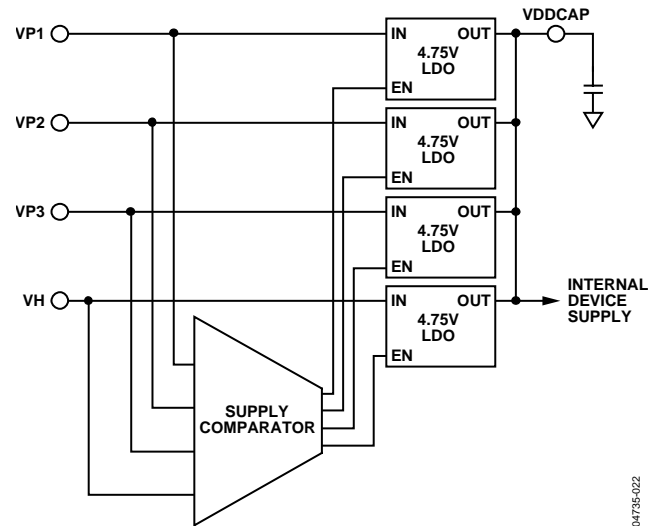 VP1
IN
OUT
4.75V
LDO
EN
VDDCAP
VP2
IN
OUT
4.75V
LDO
EN
VP3
IN
OUT
4.75V
LDO
EN
VH
IN
OUT
4.75V
LDO
EN
INTERNAL
DEVICE
SUPPLY
SUPPLY
COMPARATOR
04735-022